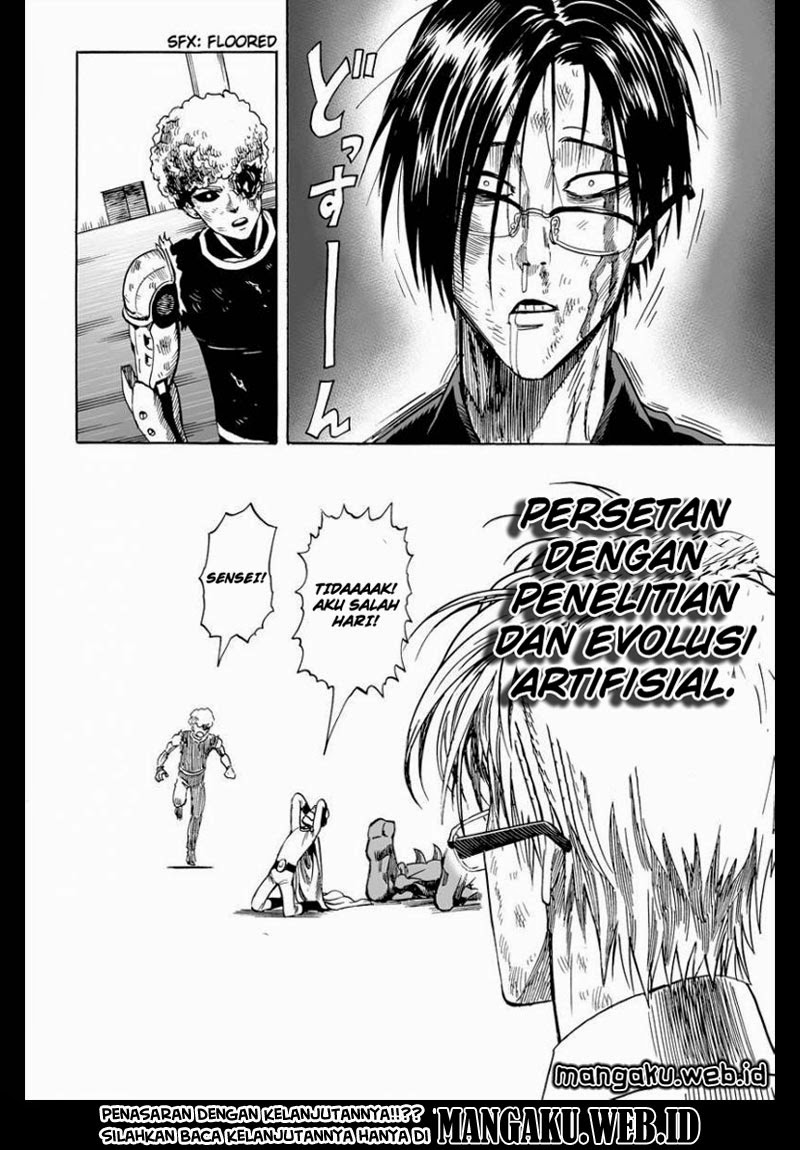 SFX: FLOORED
どっすーん
PERSETAN
DENGAN
PENELITIAN
DAN EVOLUSI
ARTIFISIAL.
TIDAAAAK!
AKU SALAH
HARI!
SENSEI!
mangaku.web.id
PENASARAN DENGAN KELANJUTANNYA!!??
SILAHKAN BACA KELANJUTANNYA HANYA DI
MANGAKU.WEB.ID